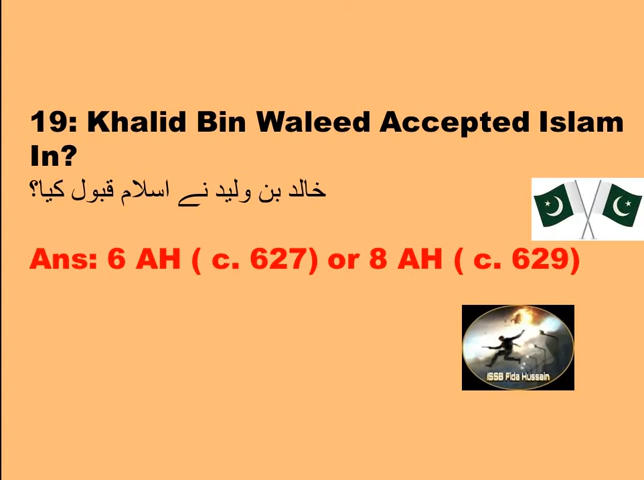 19: Khalid Bin Waleed Accepted Islam
In?
خالد بن ولید نے اسلام قبول کیا؟
Ans: 6 AH ( c. 627) or 8 AH ( c. 629)
ISSB Fida Hussain